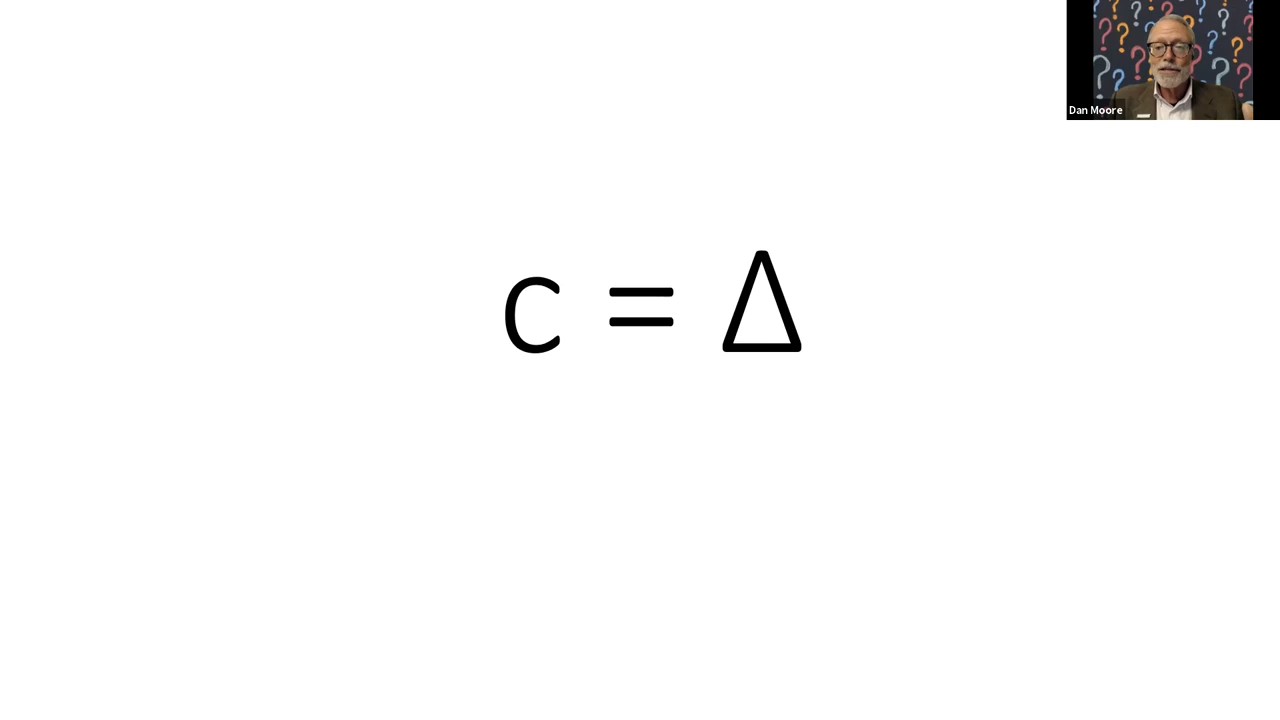 Dan Moore
c = Δ